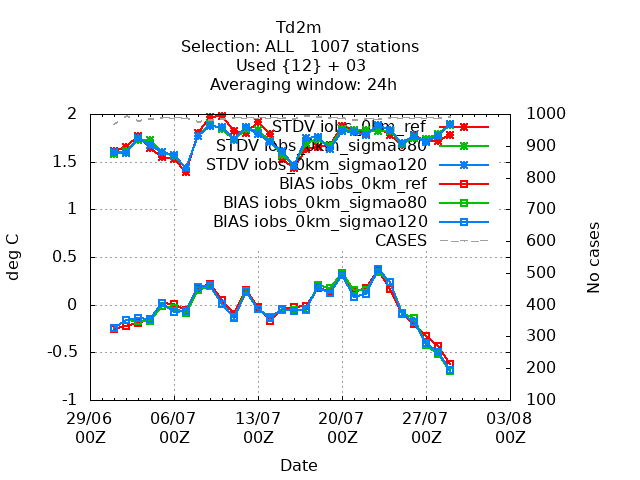 Td2m
Selection: ALL   1007 stations
Used {12} + 03
Averaging window: 24h
STDV iobs_0km_ref
STDV iobs_0km_sigmao80
STDV iobs_0km_sigmao120
BIAS iobs_0km_ref
BIAS iobs_0km_sigmao80
BIAS iobs_0km_sigmao120
CASES
2
1.5
1
0.5
0
-0.5
-1
deg C
1000
900
800
700
600
500
400
300
200
100
No cases
29/06 06/07 13/07 20/07 27/07 03/08
00Z 00Z 00Z 00Z 00Z 00Z
Date